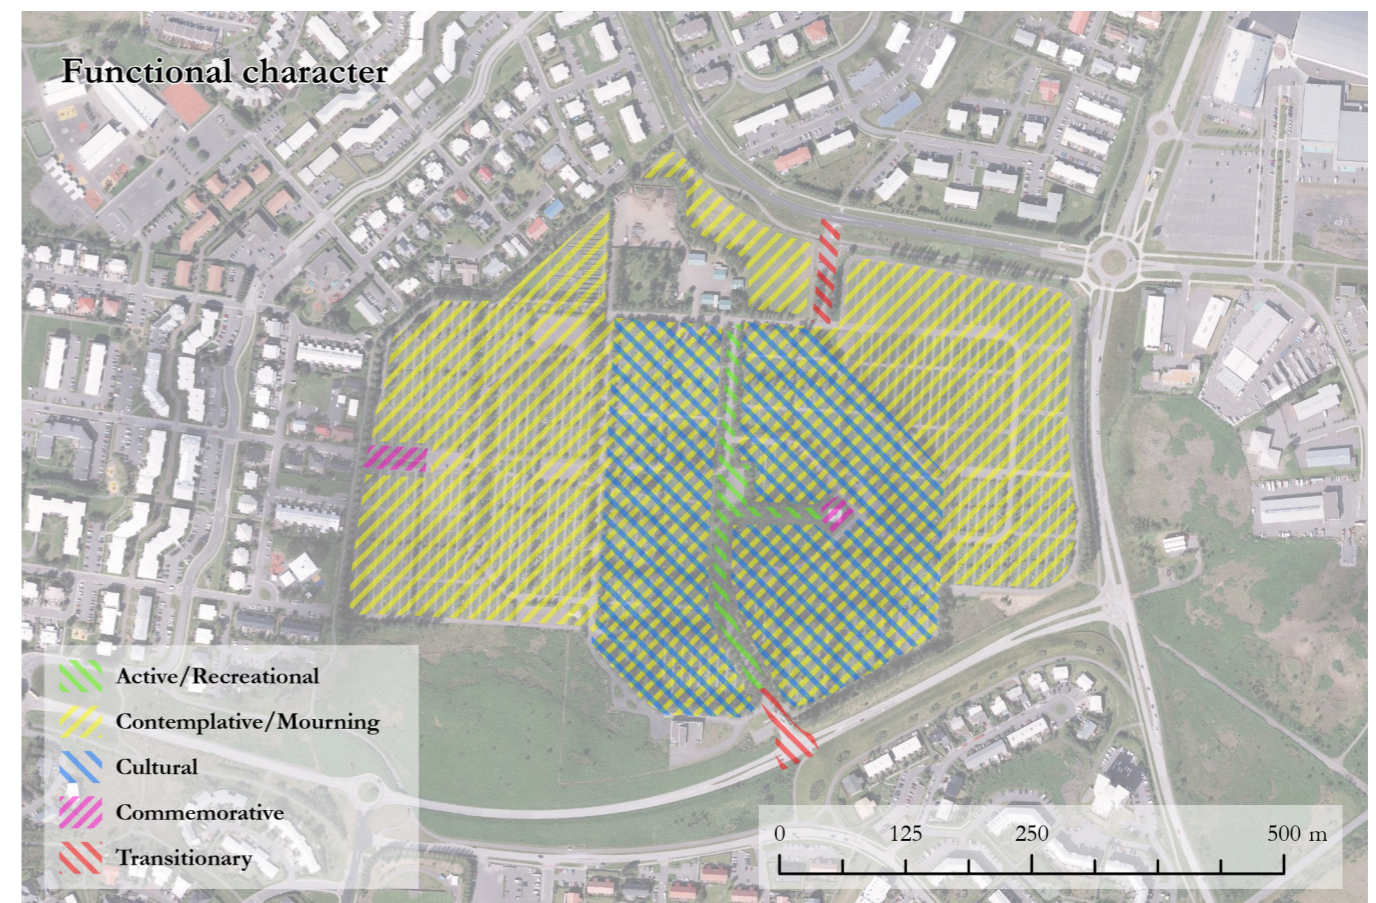 Functional character
Active/Recreational
Contemplative/Mourning
Cultural
Commemorative
Transitionary
0 125 250 500 m